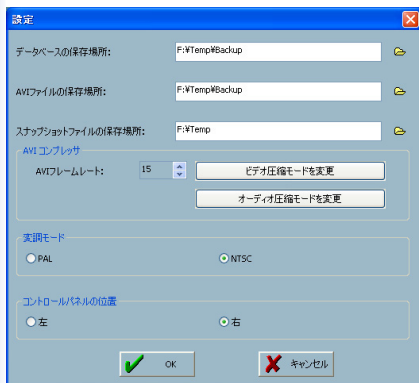 設定
データベースの保存場所: F:¥Temp¥Backup
AVIファイルの保存場所: F:¥Temp¥Backup
スナップショットファイルの保存場所: F:¥Temp
AVI コンプレッサ
AVIフレームレート: 15 ビデオ圧縮モードを変更
オーディオ圧縮モードを変更
変調モード
PAL NTSC
コントロールパネルの位置
左 右
OK キャンセル